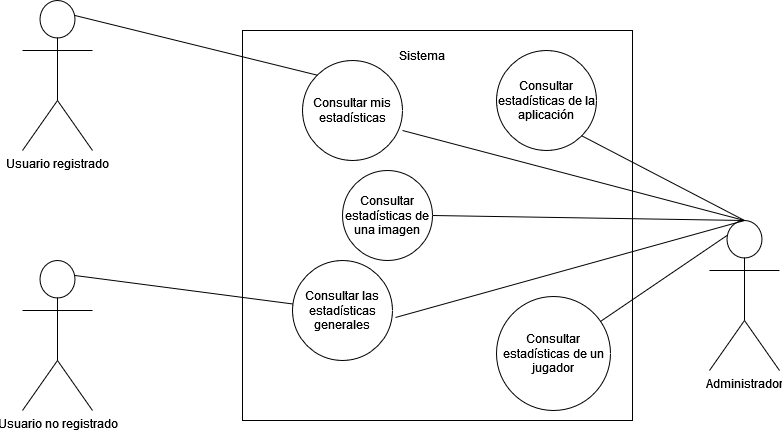 Sistema
Consultar mis
estadísticas
Consultar
estadísticas de la
aplicación
Usuario registrado
Consultar
estadísticas de
una imagen
Consultar las
estadísticas
generales
Consultar
estadísticas de un
jugador
Administrador
Usuario no registrado